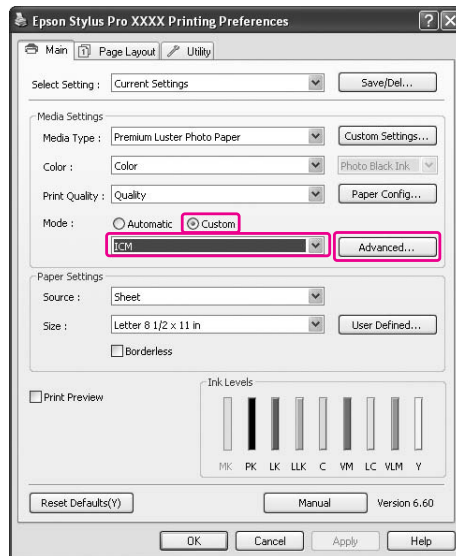 Epson Stylus Pro XXXX Printing Preferences
Main Page Layout Utility
Select Setting : Current Settings Save/Del...
Media Settings
Media Type : Premium Luster Photo Paper Custom Settings...
Color : Color Photo Black Ink
Print Quality : Quality Paper Config...
Mode : Automatic Custom
ICM Advanced...
Paper Settings
Source : Sheet
Size : Letter 8 1/2 x 11 in User Defined...
Borderless
Print Preview
Ink Levels
MK PK LK LLK C VM LC VLM Y
Reset Defaults(Y) Manual Version 6.60
OK Cancel Apply Help